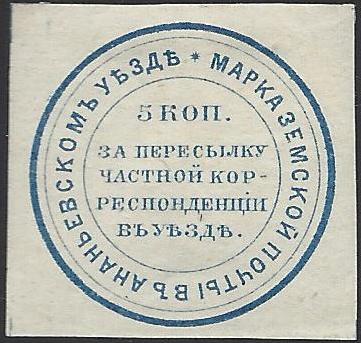 * МАРКА ЗЕМСКОЙ ПОЧТЫ ВЪ АНАНЬЕВСКОМЪ УѢЗДѢ
5 КОП.
ЗА ПЕРЕСЫЛКУ
ЧАСТНОЙ КОР-
РЕСПОНДЕНЦІИ
ВЪ УѢЗДѢ.